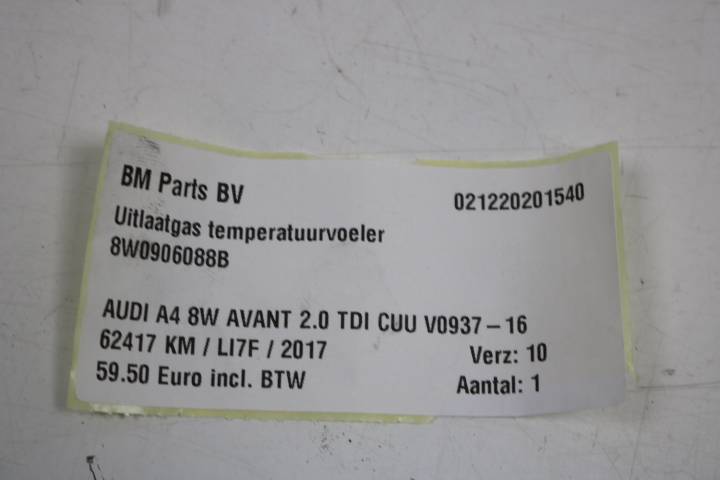 BM Parts BV 021220201540
Uitlaatgas temperatuurvoeler
8W0906088B
AUDI A4 8W AVANT 2.0 TDI CUU V0937-16
62417 KM / LI7F / 2017 Verz: 10
59.50 Euro incl. BTW Aantal: 1